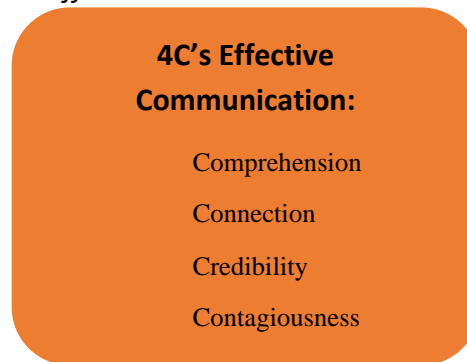 4C’s Effective
Communication:
Comprehension
Connection
Credibility
Contagiousness